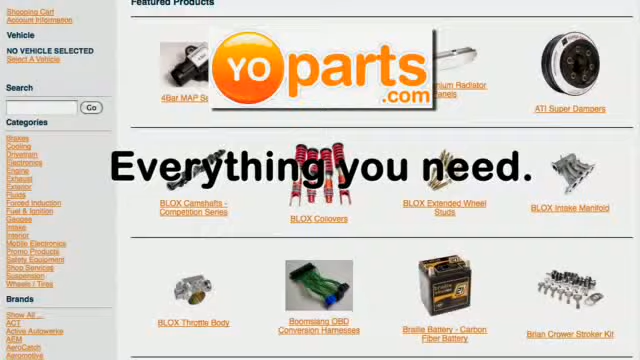 Featured Products
Shopping Cart
Account Information
Vehicle
NO VEHICLE SELECTED
Select A Vehicle
Search
Go
Categories
Brakes
Cooling
Drivetrain
Electronics
Engine
Exhaust
Exterior
Fluids
Forced Induction
Fuel & Ignition
Gauges
Intake
Interior
Mobile Electronics
Promo Products
Safety Equipment
Shop Services
Suspension
Wheels / Tires
Brands
Show All ...
ACT
Active Autowerke
AEM
AeroCatch
Aeromotive
YO parts
.com
4Bar MAP
Radiator
Panels
ATI Super Dampers
Everything you need.
BLOX Camshafts -
Competition Series
BLOX Coilovers
BLOX Extended Wheel
Studs
BLOX Intake Manifold
BLOX Throttle Body
Boomslang OBD
Conversion Harnesses
Braille Battery - Carbon
Fiber Battery
Brian Crower Stroker Kit